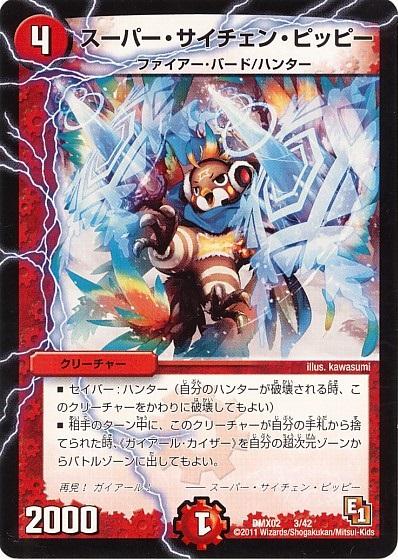 4
スーパー・サイチェン・ピッピー
ファイアー・バード/ハンター
クリーチャー
illus. kawasumi
■ セイバー:ハンター(自分のハンターが破壊される時、こ
のクリーチャーをかわりに破壊してもよい)
■ 相手のターン中に、このクリーチャーが自分の手札から捨
てられた時、《ガイアール・カイザー》を自分の超次元ゾーンか
らバトルゾーンに出してもよい。
再見!ガイアール! ——スーパー・サイチェン・ピッピー
2000
1
E1
DMX02 3/42
©2011 Wizards/Shogakukan/Mitsui-Kids